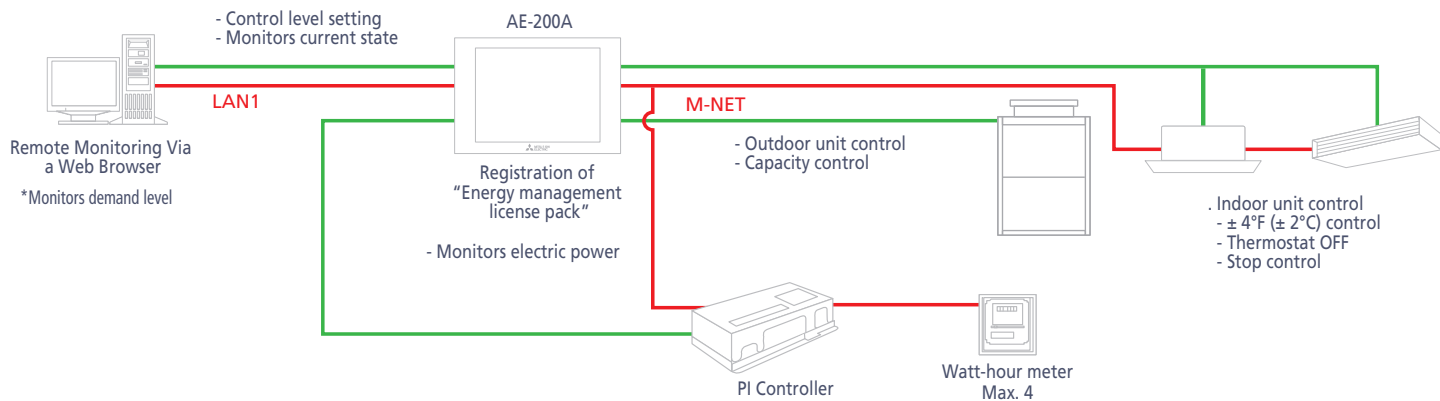 - Control level setting
- Monitors current state
AE-200A
LAN1
M-NET
Remote Monitoring Via
a Web Browser
*Monitors demand level
MITSUBISHI
ELECTRIC
Registration of
“Energy management
license pack”
- Monitors electric power
- Outdoor unit control
- Capacity control
. Indoor unit control
- ± 4°F (± 2°C) control
- Thermostat OFF
- Stop control
PI Controller
Watt-hour meter
Max. 4